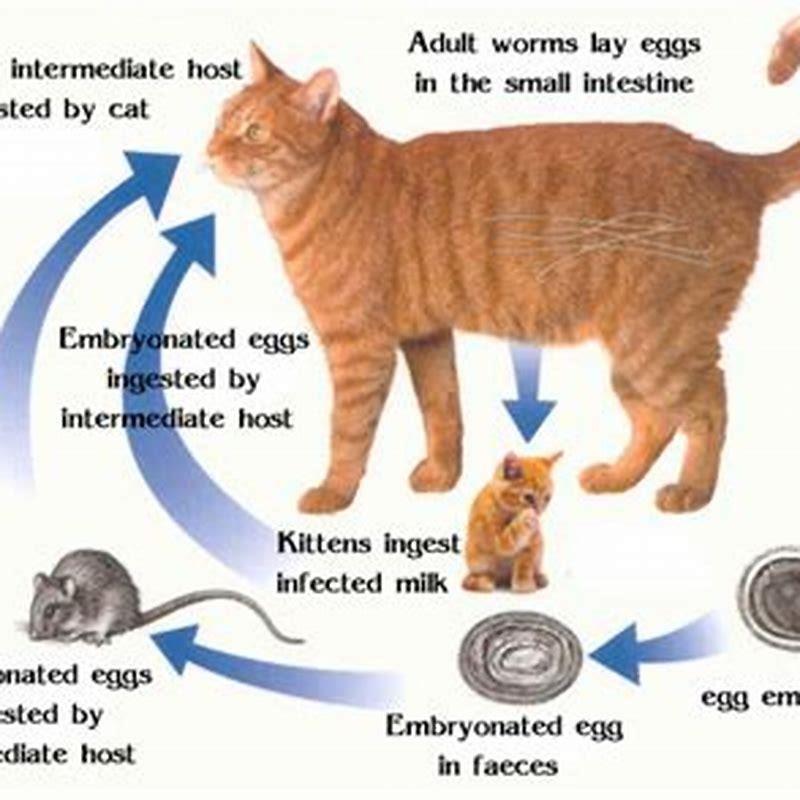 intermediate host
sted by cat
Adult worms lay eggs
in the small intestine
Embryonated eggs
ingested by
intermediate host
Kittens ingest
infected milk
onated eggs
ested by
ediate host
Embryonated egg
in faeces
egg em